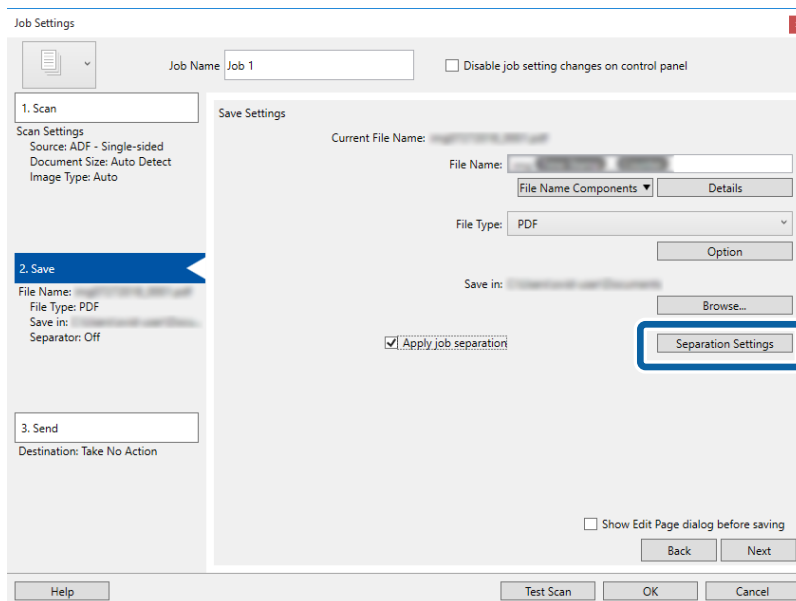 Job Settings
Job Name Job 1
Disable job setting changes on control panel
1. Scan
Scan Settings
Source: ADF - Single-sided
Document Size: Auto Detect
Image Type: Auto
2. Save
File Name:
File Type: PDF
Save in:
Separator: Off
3. Send
Destination: Take No Action
Save Settings
Current File Name:
File Name:
File Name Components
Details
File Type: PDF
Option
Save in:
Browse...
Apply job separation
Separation Settings
Show Edit Page dialog before saving
Back Next
Help Test Scan OK Cancel